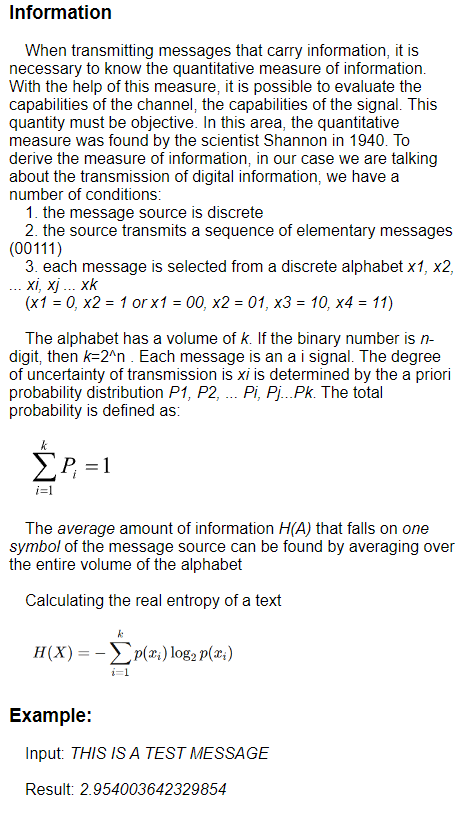 Information
When transmitting messages that carry information, it is
necessary to know the quantitative measure of information.
With the help of this measure, it is possible to evaluate the
capabilities of the channel, the capabilities of the signal. This
quantity must be objective. In this area, the quantitative
measure was found by the scientist Shannon in 1940. To
derive the measure of information, in our case we are talking
about the transmission of digital information, we have a
number of conditions:
1. the message source is discrete
2. the source transmits a sequence of elementary messages
(00111)
3. each message is selected from a discrete alphabet x1, x2,
... xi, xj ... xk
(x1 = 0, x2 = 1 or x1 = 00, x2 = 01, x3 = 10, x4 = 11)
The alphabet has a volume of k. If the binary number is n-
digit, then k=2^n . Each message is an a i signal. The degree
of uncertainty of transmission is xi is determined by the a priori
probability distribution P1, P2, ... Pi, Pj...Pk. The total
probability is defined as:
k
∑ Pᵢ = 1
i=1
The average amount of information H(A) that falls on one
symbol of the message source can be found by averaging over
the entire volume of the alphabet
Calculating the real entropy of a text
k
H(X) = − ∑ p(xᵢ) log₂ p(xᵢ)
i=1
Example:
Input: THIS IS A TEST MESSAGE
Result: 2.954003642329854